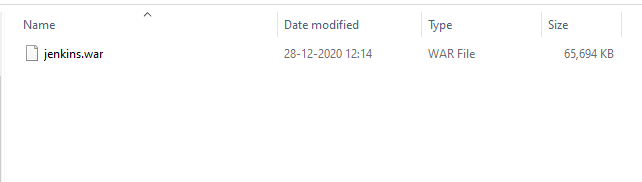 Name Date modified Type Size
jenkins.war 28-12-2020 12:14 WAR File 65,694 KB